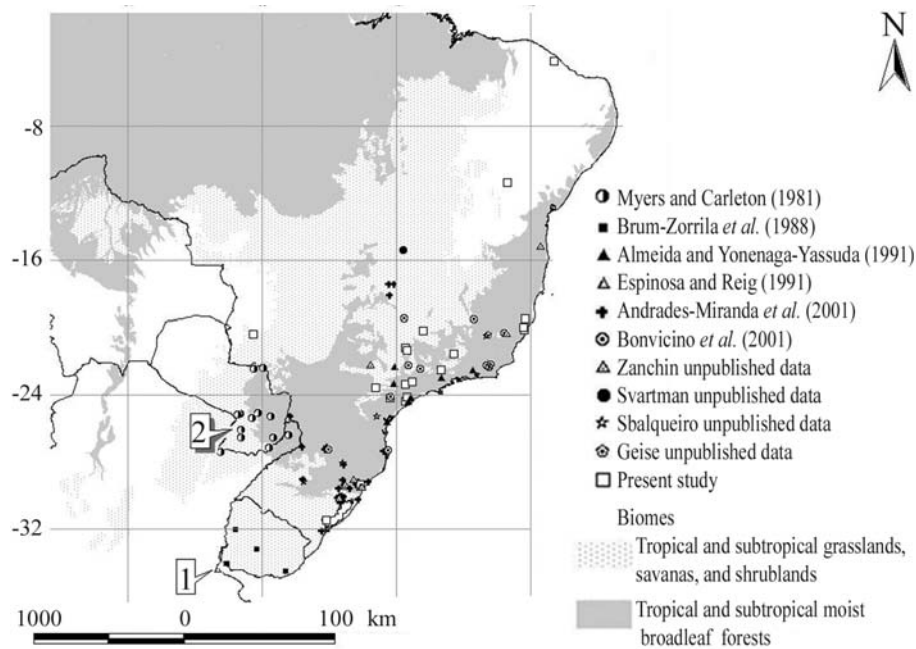 N
-8
-16
-24
-32
2
1
Myers and Carleton (1981)
Brum-Zorrila et al. (1988)
Almeida and Yonenaga-Yassuda (1991)
Espinosa and Reig (1991)
Andrades-Miranda et al. (2001)
Bonvicino et al. (2001)
Zanchin unpublished data
Svartman unpublished data
Sbalqueiro unpublished data
Geise unpublished data
Present study
Biomes
Tropical and subtropical grasslands,
savanas, and shrublands
Tropical and subtropical moist
broadleaf forests
1000 0 100 km